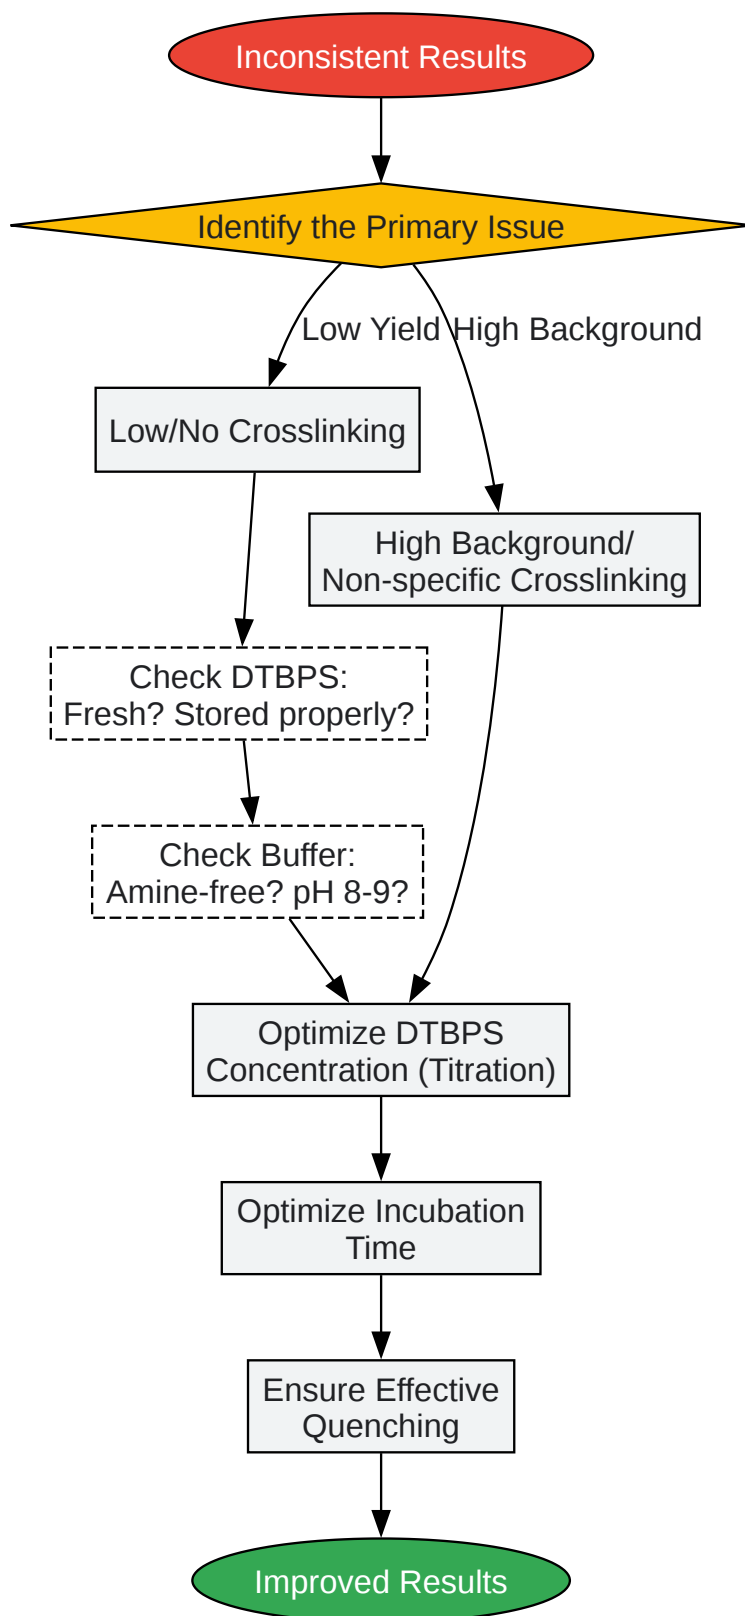 Inconsistent Results
Identify the Primary Issue
Low Yield
High Background
Low/No Crosslinking
High Background/
Non-specific Crosslinking
Check DTBPS:
Fresh? Stored properly?
Check Buffer:
Amine-free? pH 8-9?
Optimize DTBPS
Concentration (Titration)
Optimize Incubation
Time
Ensure Effective
Quenching
Improved Results